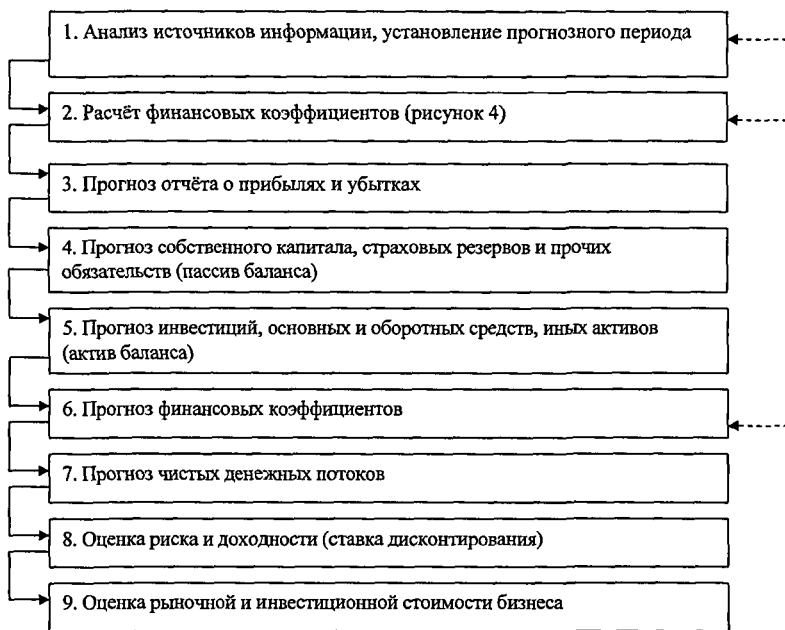 1. Анализ источников информации, установление прогнозного периода
2. Расчёт финансовых коэффициентов (рисунок 4)
3. Прогноз отчёта о прибылях и убытках
4. Прогноз собственного капитала, страховых резервов и прочих
обязательств (пассив баланса)
5. Прогноз инвестиций, основных и оборотных средств, иных активов
(актив баланса)
6. Прогноз финансовых коэффициентов
7. Прогноз чистых денежных потоков
8. Оценка риска и доходности (ставка дисконтирования)
9. Оценка рыночной и инвестиционной стоимости бизнеса